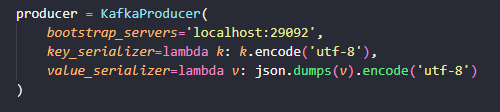 producer = KafkaProducer(
    bootstrap_servers='localhost:29092',
    key_serializer=lambda k: k.encode('utf-8'),
    value_serializer=lambda v: json.dumps(v).encode('utf-8')
)